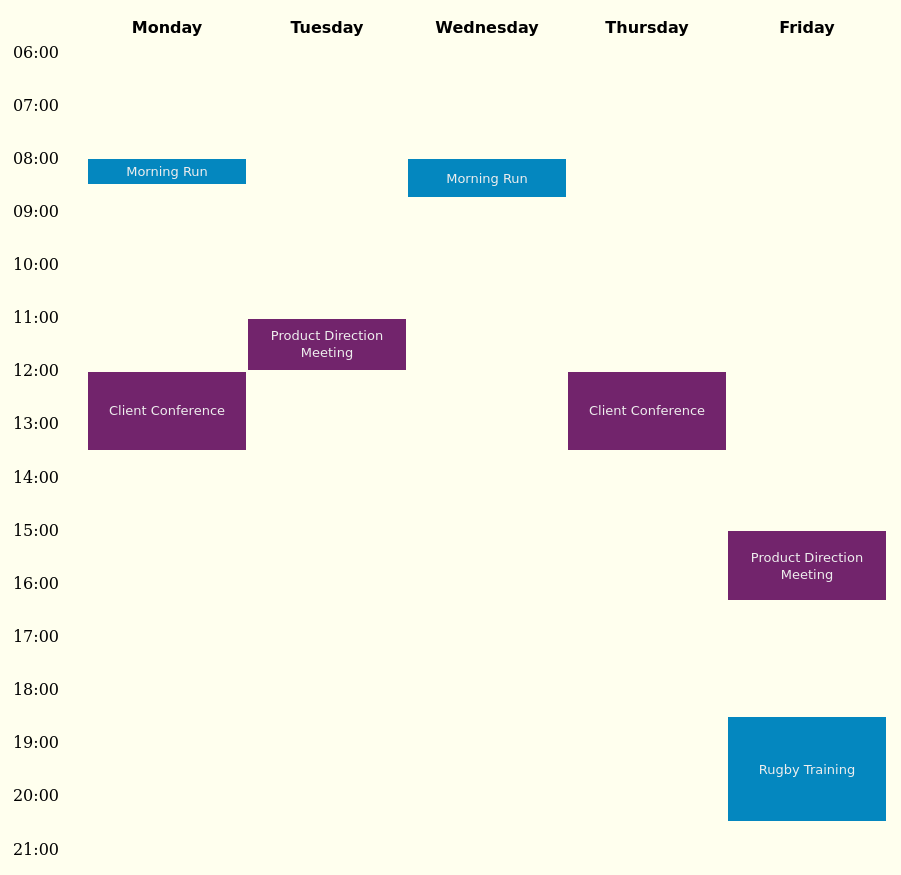 Monday Tuesday Wednesday Thursday Friday
06:00
07:00
08:00
Morning Run
Morning Run
09:00
10:00
11:00
Product Direction
Meeting
12:00
Client Conference
Client Conference
13:00
14:00
15:00
Product Direction
Meeting
16:00
17:00
18:00
19:00
Rugby Training
20:00
21:00